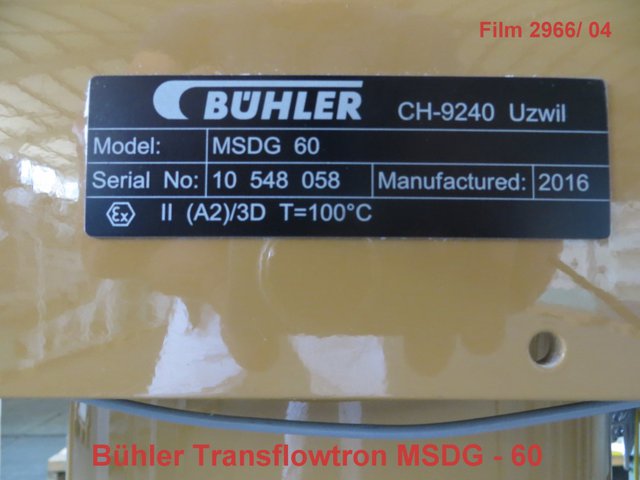 Film 2966/ 04
BÜHLER CH-9240 Uzwil
Model: MSDG 60
Serial No: 10 548 058 Manufactured: 2016
Ex II (A2)/3D T=100°C
Bühler Transflowtron MSDG - 60